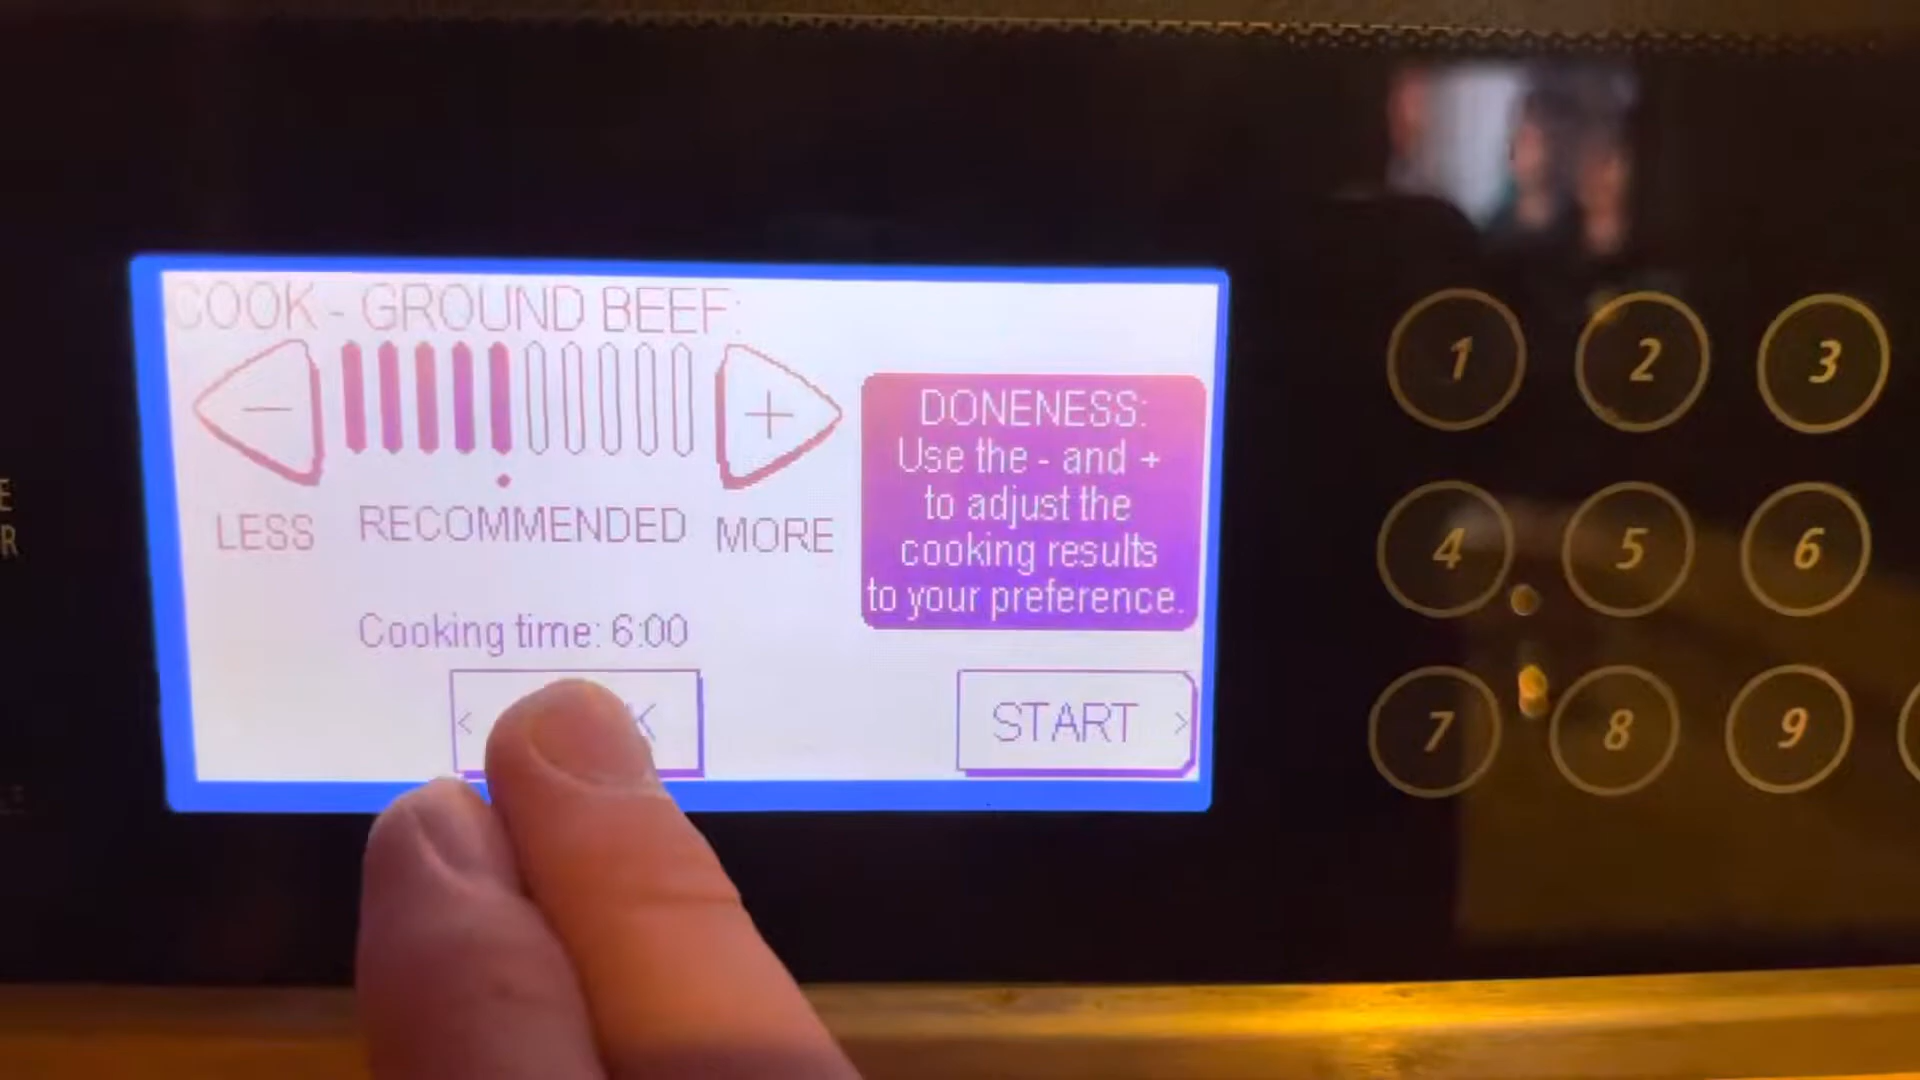 COOK - GROUND BEEF:
−
+
LESS
RECOMMENDED
MORE
DONENESS:
Use the - and +
to adjust the
cooking results
to your preference.
Cooking time: 6:00
<
START >
1
2
3
4
5
6
7
8
9